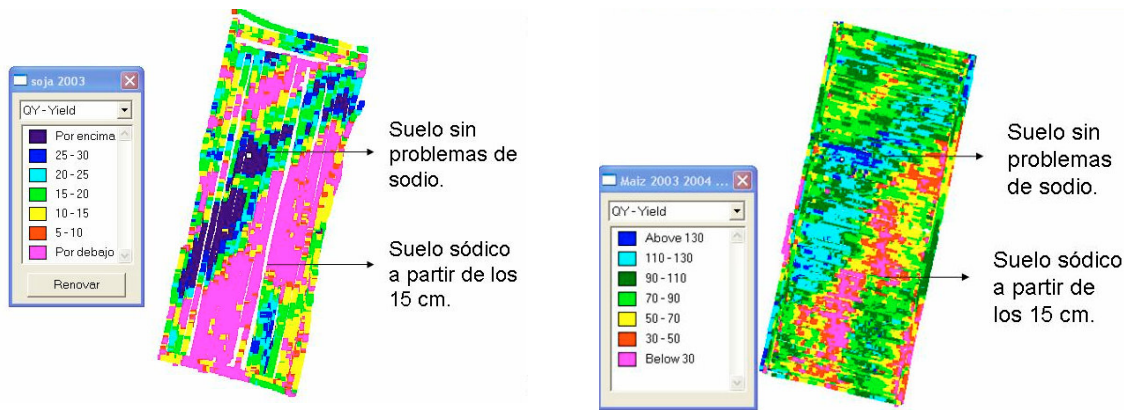 soja 2003
QY - Yield
Por encima
25 - 30
20 - 25
15 - 20
10 - 15
5 - 10
Por debajo
Renovar
Suelo sin
problemas de
sodio.
Suelo sódico
a partir de los
15 cm.
Maiz 2003 2004 ...
QY - Yield
Above 130
110 - 130
90 - 110
70 - 90
50 - 70
30 - 50
Below 30
Suelo sin
problemas
de sodio.
Suelo sódico
a partir de
los 15 cm.